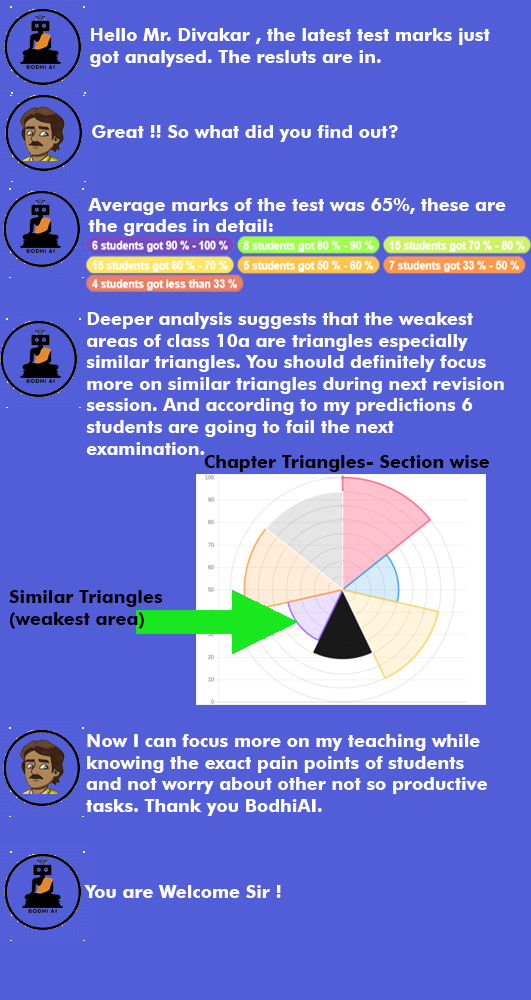 Hello Mr. Divakar , the latest test marks just
got analysed. The resluts are in.
BODHI AI
Great !! So what did you find out?
Average marks of the test was 65%, these are
the grades in detail:
BODHI AI
6 students got 90 % - 100 % 8 students got 80 % - 90 % 15 students got 70 % - 80 %
15 students got 60 % - 70 % 5 students got 50 % - 60 % 7 students got 33 % - 50 %
4 students got less than 33 %
Deeper analysis suggests that the weakest
areas of class 10a are triangles especially
similar triangles. You should definitely focus
more on similar triangles during next revision
session. And according to my predictions 6
students are going to fail the next
examination.
BODHI AI
Chapter Triangles- Section wise
100
90
80
70
60
50
20
10
0
Similar Triangles
(weakest area)
Now I can focus more on my teaching while
knowing the exact pain points of students
and not worry about other not so productive
tasks. Thank you BodhiAI.
You are Welcome Sir !
BODHI AI